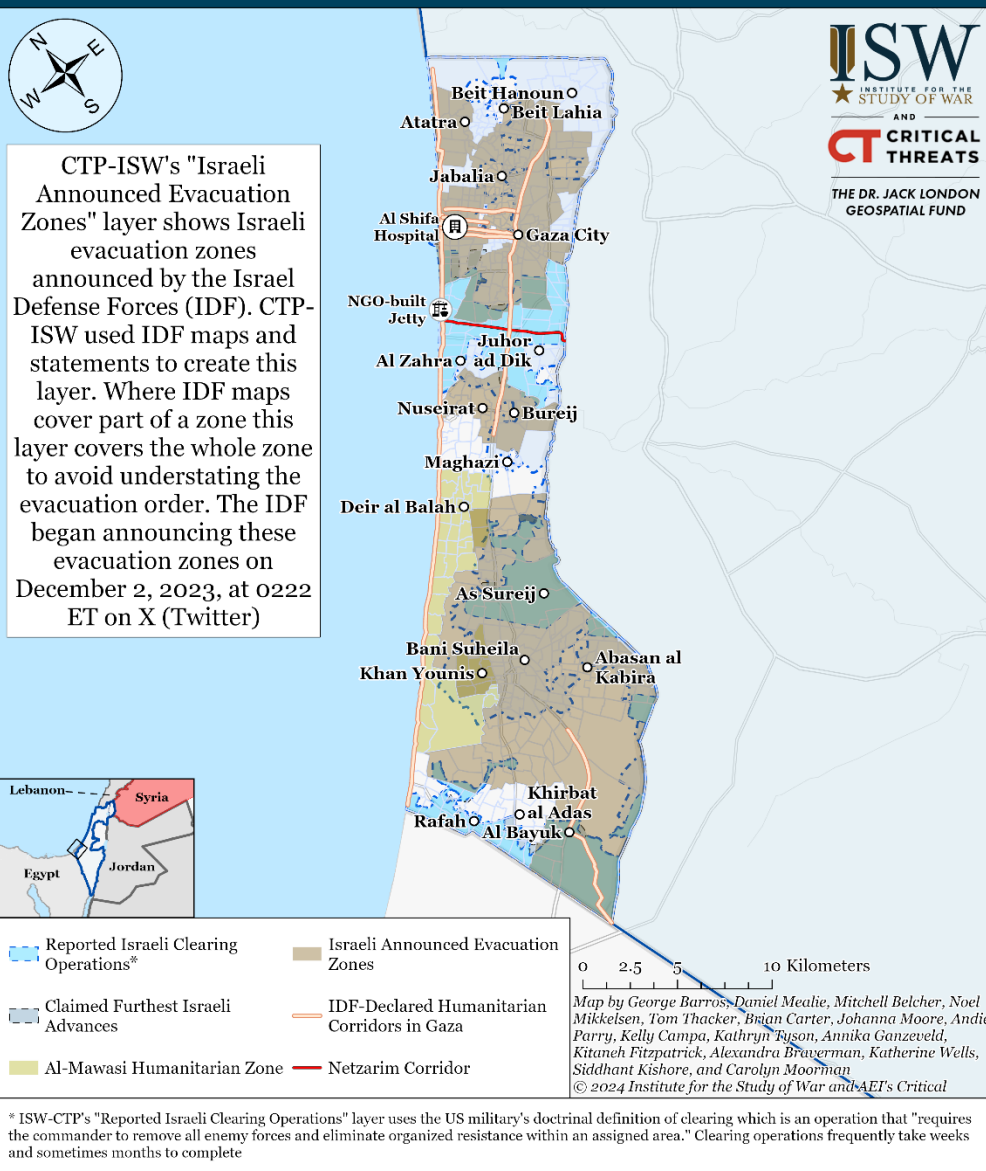 N
E
W
S
ISW
INSTITUTE FOR THE
STUDY OF WAR
AND
CT CRITICAL
THREATS
THE DR. JACK LONDON
GEOSPATIAL FUND
CTP-ISW's "Israeli
Announced Evacuation
Zones" layer shows Israeli
evacuation zones
announced by the Israel
Defense Forces (IDF). CTP-
ISW used IDF maps and
statements to create this
layer. Where IDF maps
cover part of a zone this
layer covers the whole zone
to avoid understating the
evacuation order. The IDF
began announcing these
evacuation zones on
December 2, 2023, at 0222
ET on X (Twitter)
Beit Hanoun
Beit Lahia
Atatra
Jabalia
Al Shifa
Hospital
Gaza City
NGO-built
Jetty
Juhor
ad Dik
Al Zahra
Nuseirat
Bureij
Maghazi
Deir al Balah
As Sureij
Bani Suheila
Abasan al
Kabira
Khan Younis
Khirbat
al Adas
Rafah
Al Bayuk
Lebanon
Syria
Jordan
Egypt
Reported Israeli Clearing
Operations*
Claimed Furthest Israeli
Advances
Al-Mawasi Humanitarian Zone
Israeli Announced Evacuation
Zones
IDF-Declared Humanitarian
Corridors in Gaza
Netzarim Corridor
0 2.5 5 10 Kilometers
Map by George Barros, Daniel Mealie, Mitchell Belcher, Noel
Mikkelsen, Tom Thacker, Brian Carter, Johanna Moore, Andie
Parry, Kelly Campa, Kathryn Tyson, Annika Ganzeveld,
Kitaneh Fitzpatrick, Alexandra Braverman, Katherine Wells,
Siddhant Kishore, and Carolyn Moorman
© 2024 Institute for the Study of War and AEI's Critical
* ISW-CTP's "Reported Israeli Clearing Operations" layer uses the US military's doctrinal definition of clearing which is an operation that "requires
the commander to remove all enemy forces and eliminate organized resistance within an assigned area." Clearing operations frequently take weeks
and sometimes months to complete